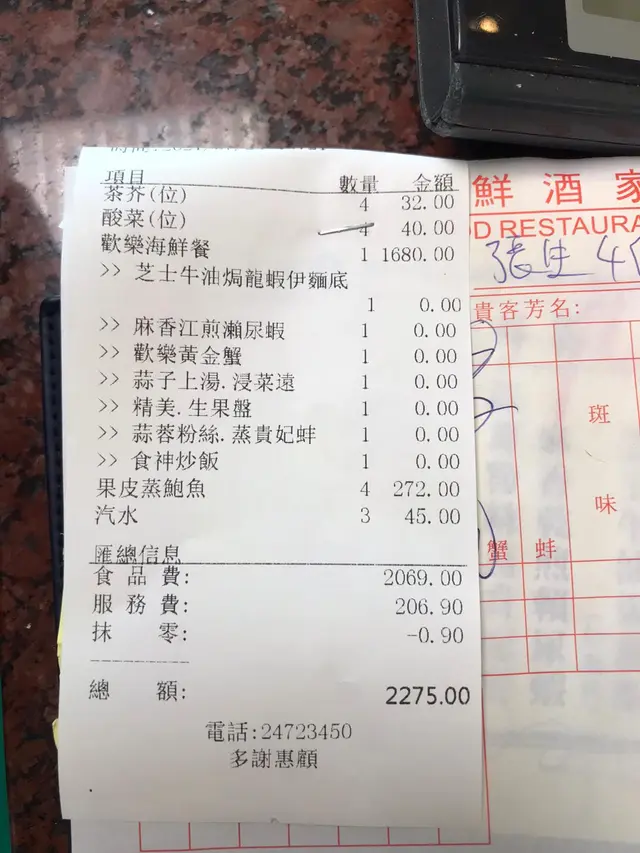 項目 數量 金額
茶芥(位) 4 32.00
酸菜(位) 4 40.00
歡樂海鮮餐 1 1680.00
>> 芝士牛油焗龍蝦伊麵底
1 0.00
>> 麻香江煎瀨尿蝦 1 0.00
>> 歡樂黃金蟹 1 0.00
>> 蒜子上湯.浸菜遠 1 0.00
>> 精美.生果盤 1 0.00
>> 蒜蓉粉絲.蒸貴妃蚌 1 0.00
>> 食神炒飯 1 0.00
果皮蒸鮑魚 4 272.00
汽水 3 45.00
匯總信息
食品費: 2069.00
服務費: 206.90
抹零: -0.90
總額: 2275.00
電話:24723450
多謝惠顧
鮮酒家
OD RESTAURA
張生
貴客芳名:
斑
味
蟹 蚌